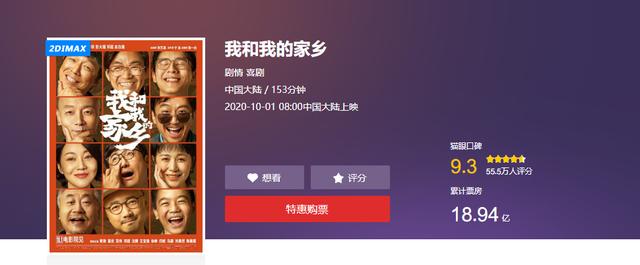 2DIMAX
我和我的家乡
我和我的家乡
剧情 喜剧
中国大陆 / 153分钟
2020-10-01 08:00中国大陆上映
想看
评分
特惠购票
猫眼口碑
9.3
55.5万人评分
累计票房
18.94 亿